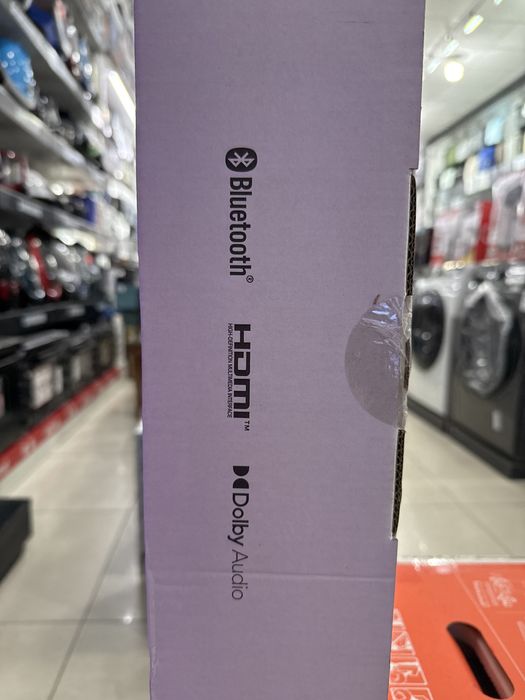 Bluetooth®
HDMI™
HIGH-DEFINITION MULTIMEDIA INTERFACE
Dolby Audio